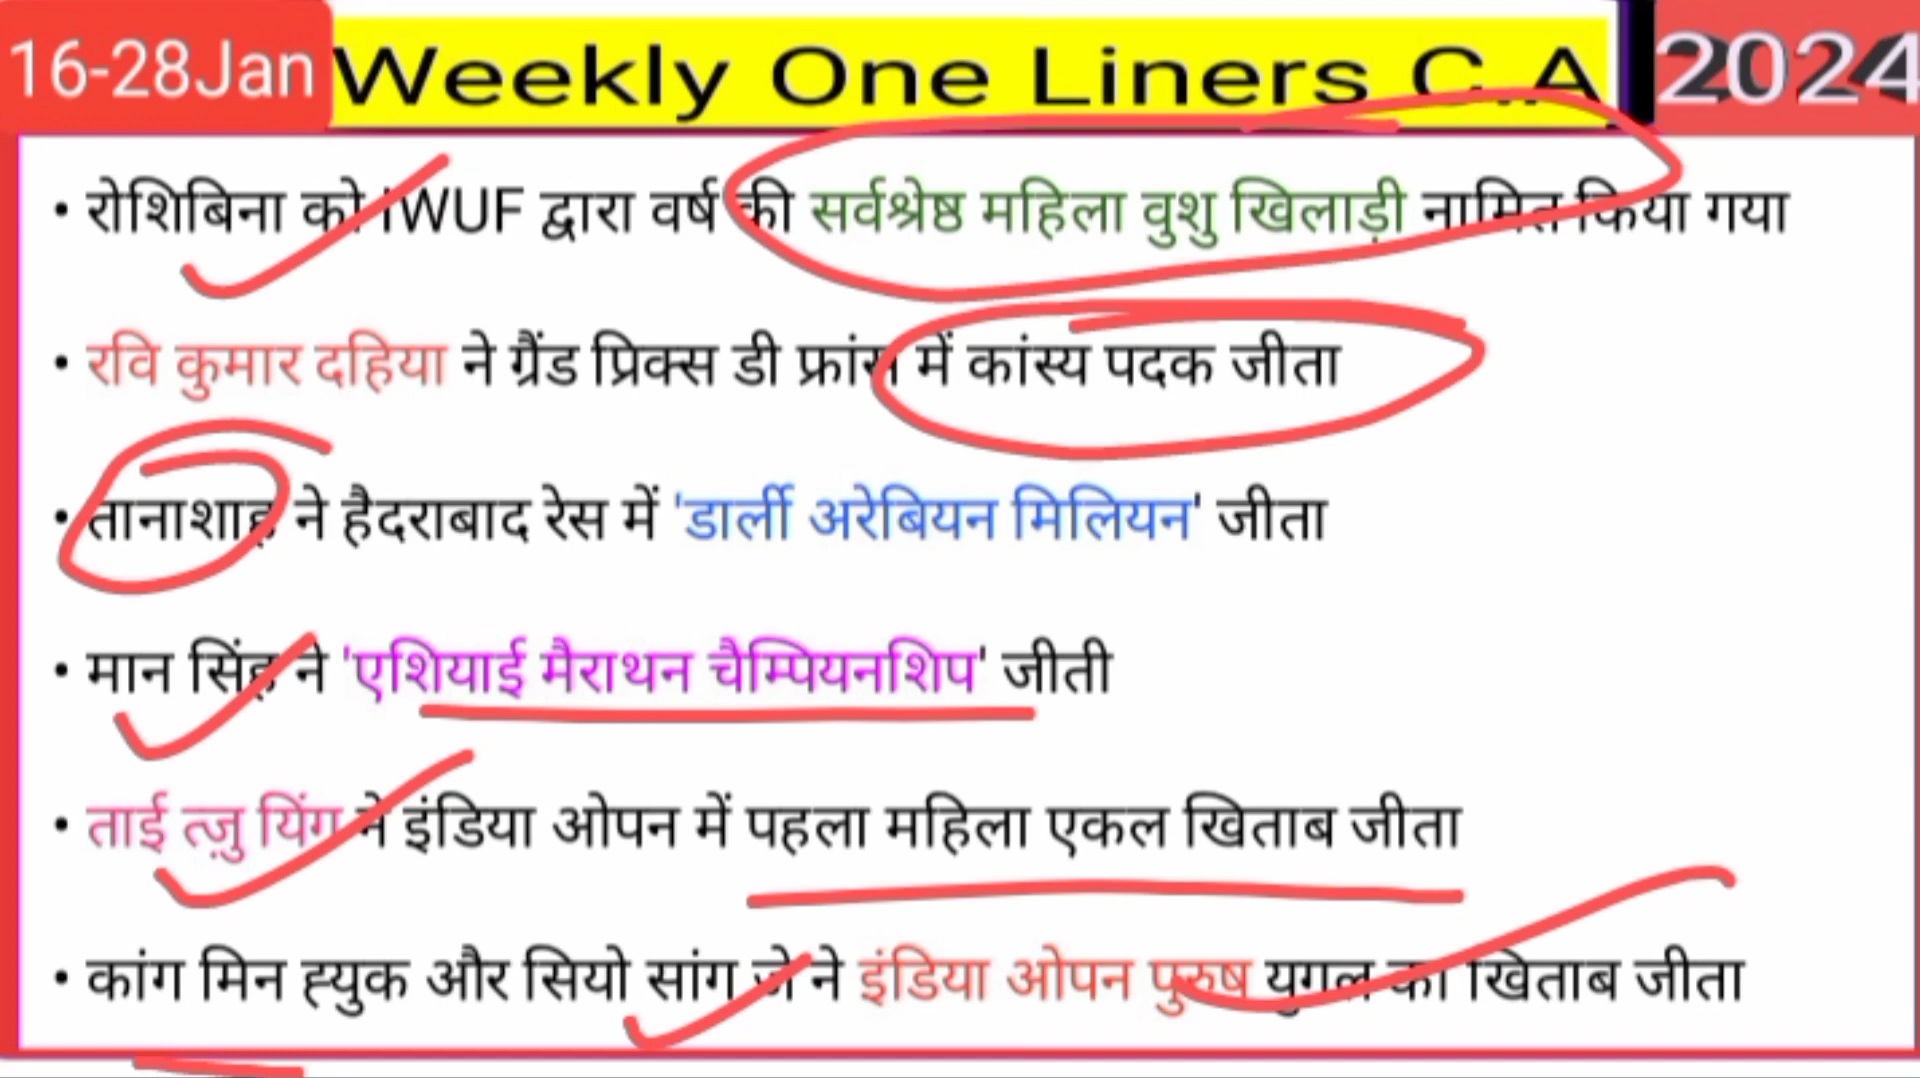 16-28Jan Weekly One Liners C.A 2024
• रोशिबिना को IWUF द्वारा वर्ष की सर्वश्रेष्ठ महिला वुशु खिलाड़ी नामित किया गया
• रवि कुमार दहिया ने ग्रैंड प्रिक्स डी फ्रांस में कांस्य पदक जीता
• तानाशाह ने हैदराबाद रेस में 'डार्ली अरेबियन मिलियन' जीता
• मान सिंह ने 'एशियाई मैराथन चैम्पियनशिप' जीती
• ताई त्ज़ु यिंग ने इंडिया ओपन में पहला महिला एकल खिताब जीता
• कांग मिन ह्युक और सियो सांग जे ने इंडिया ओपन पुरुष युगल का खिताब जीता